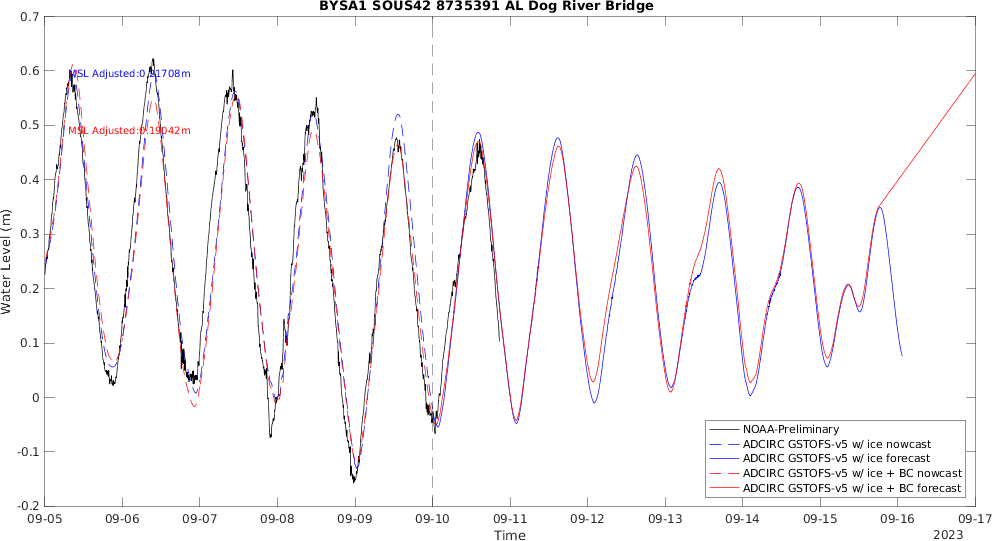 BYSA1 SOUS42 8735391 AL Dog River Bridge
0.7
0.6
0.5
0.4
0.3
0.2
0.1
0
-0.1
-0.2
Water Level (m)
MSL Adjusted:0.21708m
MSL Adjusted:0.19042m
NOAA-Preliminary
ADCIRC GSTOFS-v5 w/ ice nowcast
ADCIRC GSTOFS-v5 w/ ice forecast
ADCIRC GSTOFS-v5 w/ ice + BC nowcast
ADCIRC GSTOFS-v5 w/ ice + BC forecast
09-05 09-06 09-07 09-08 09-09 09-10 09-11 09-12 09-13 09-14 09-15 09-16 09-17
Time
2023